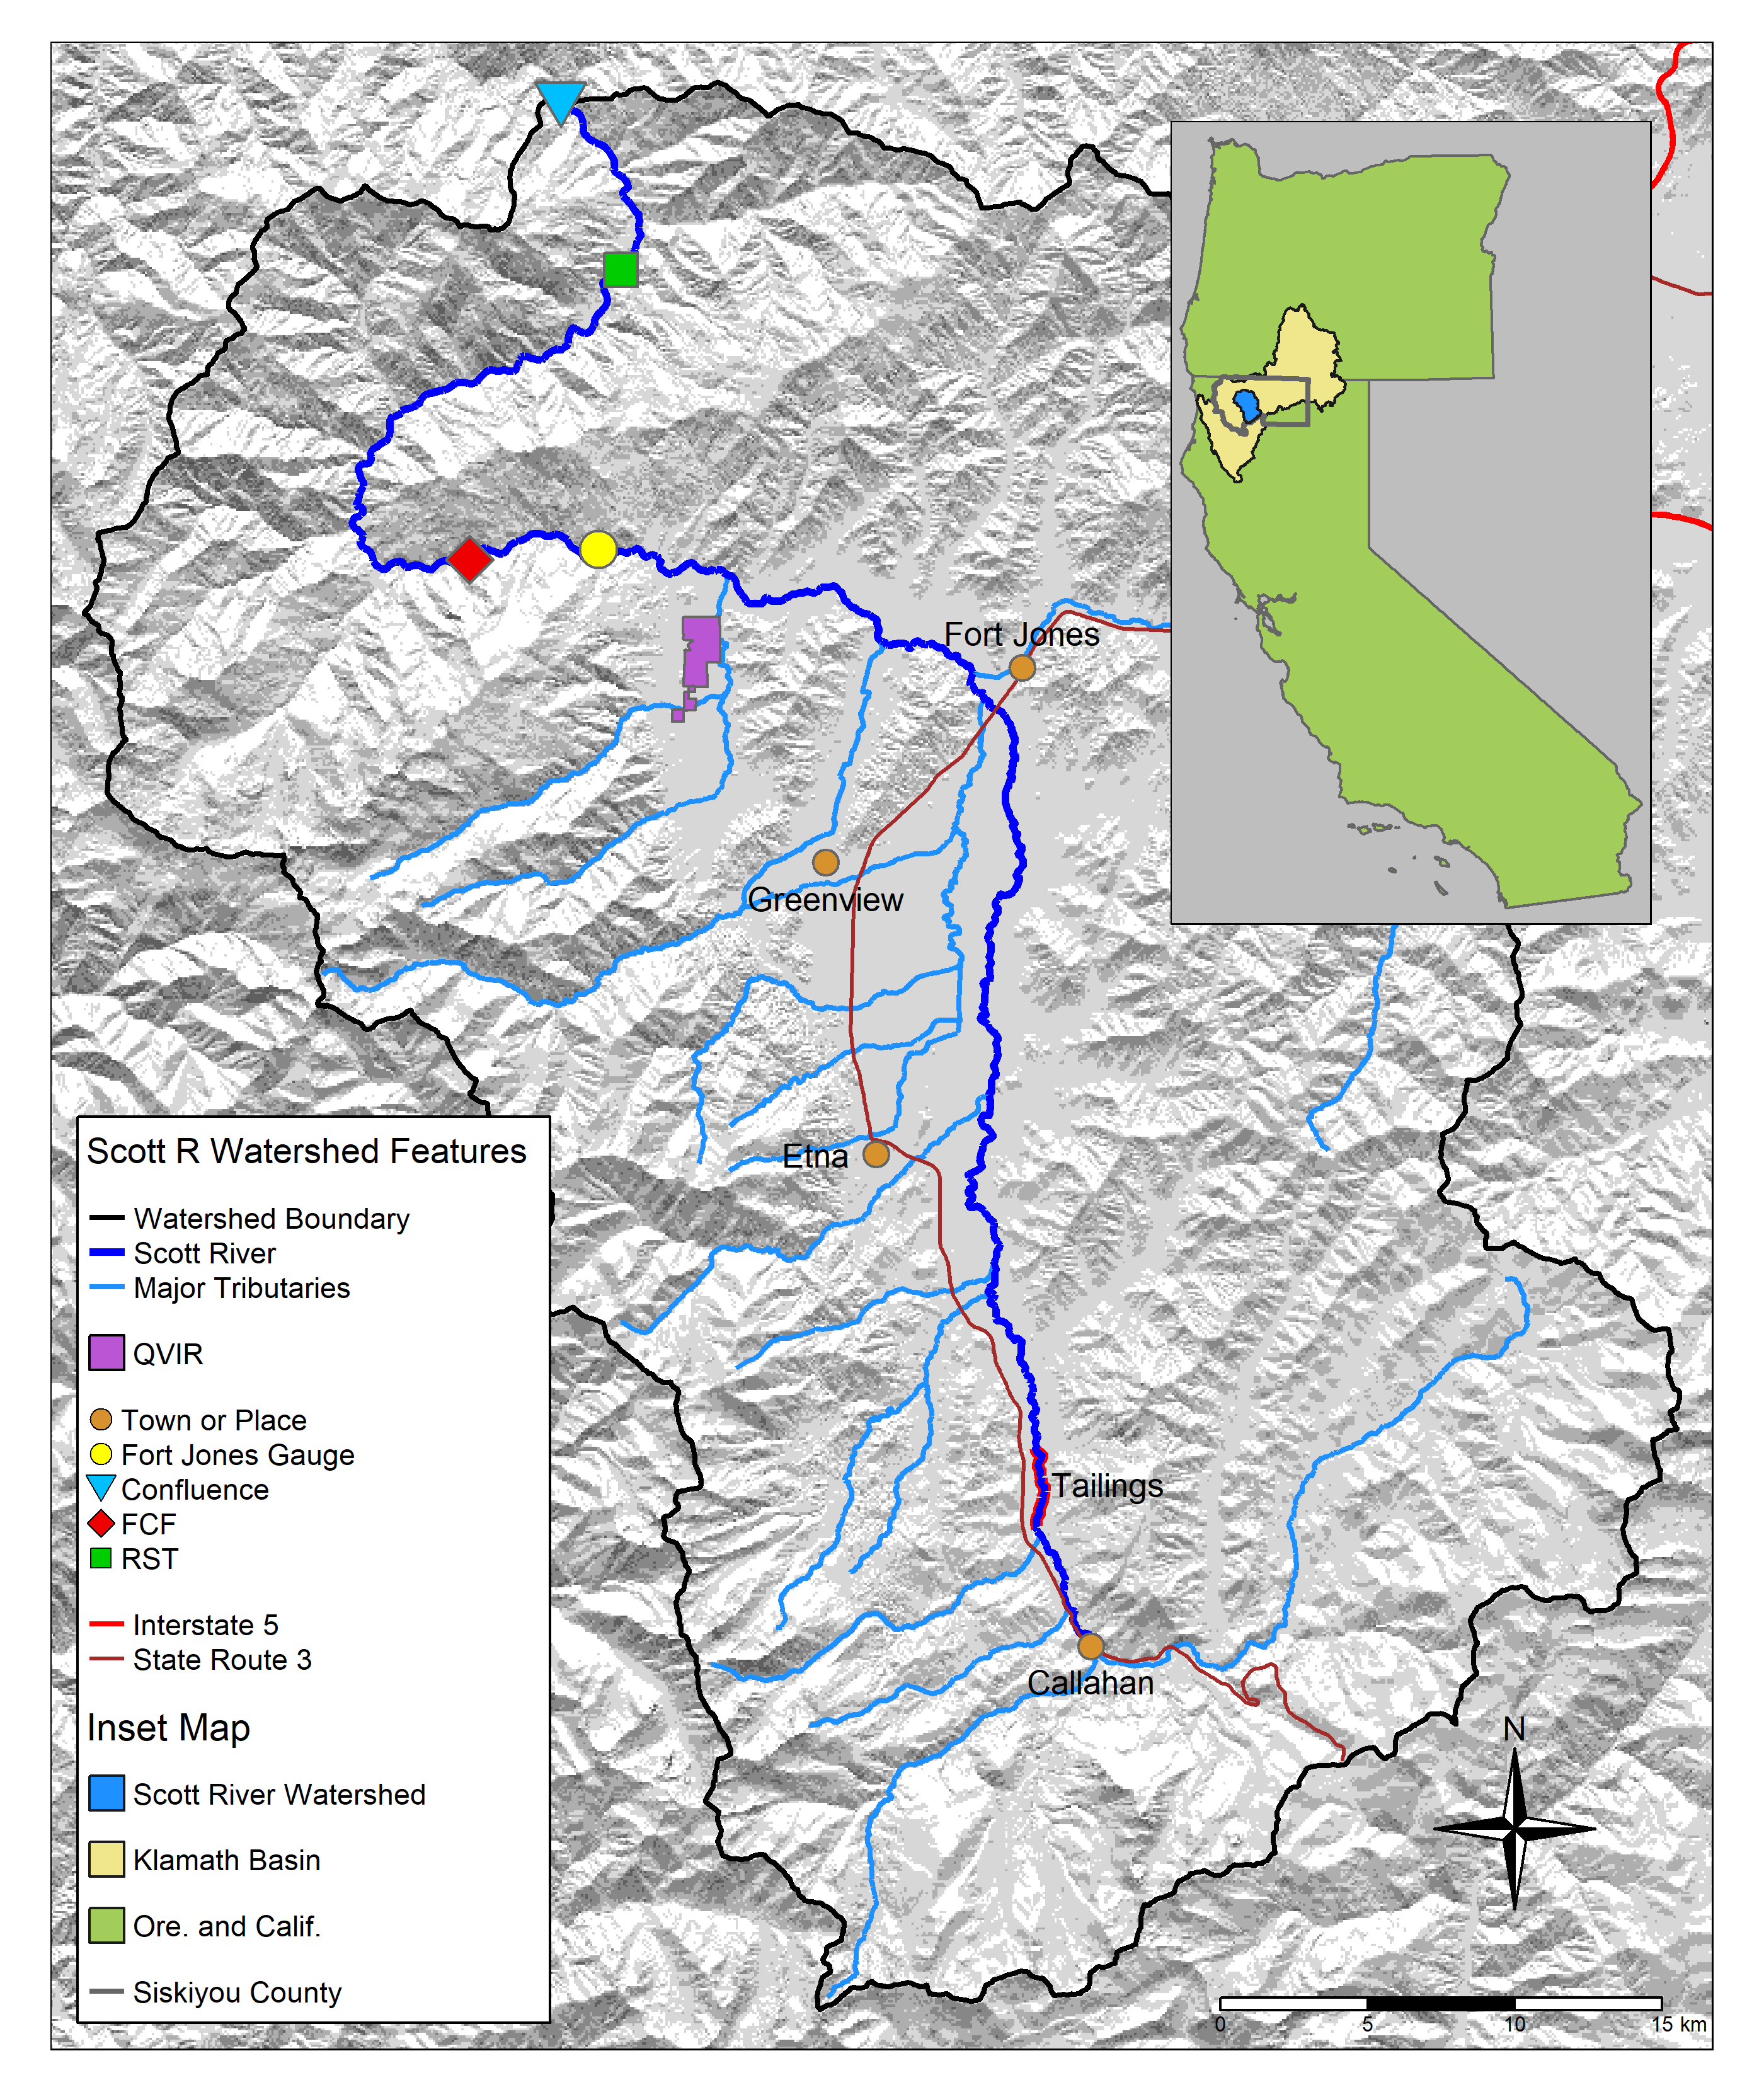 Fort Jones
Greenview
Etna
Tailings
Callahan
Scott R Watershed Features
Watershed Boundary
Scott River
Major Tributaries
QVIR
Town or Place
Fort Jones Gauge
Confluence
FCF
RST
Interstate 5
State Route 3
Inset Map
Scott River Watershed
Klamath Basin
Ore. and Calif.
Siskiyou County
N
0 5 10 15 km